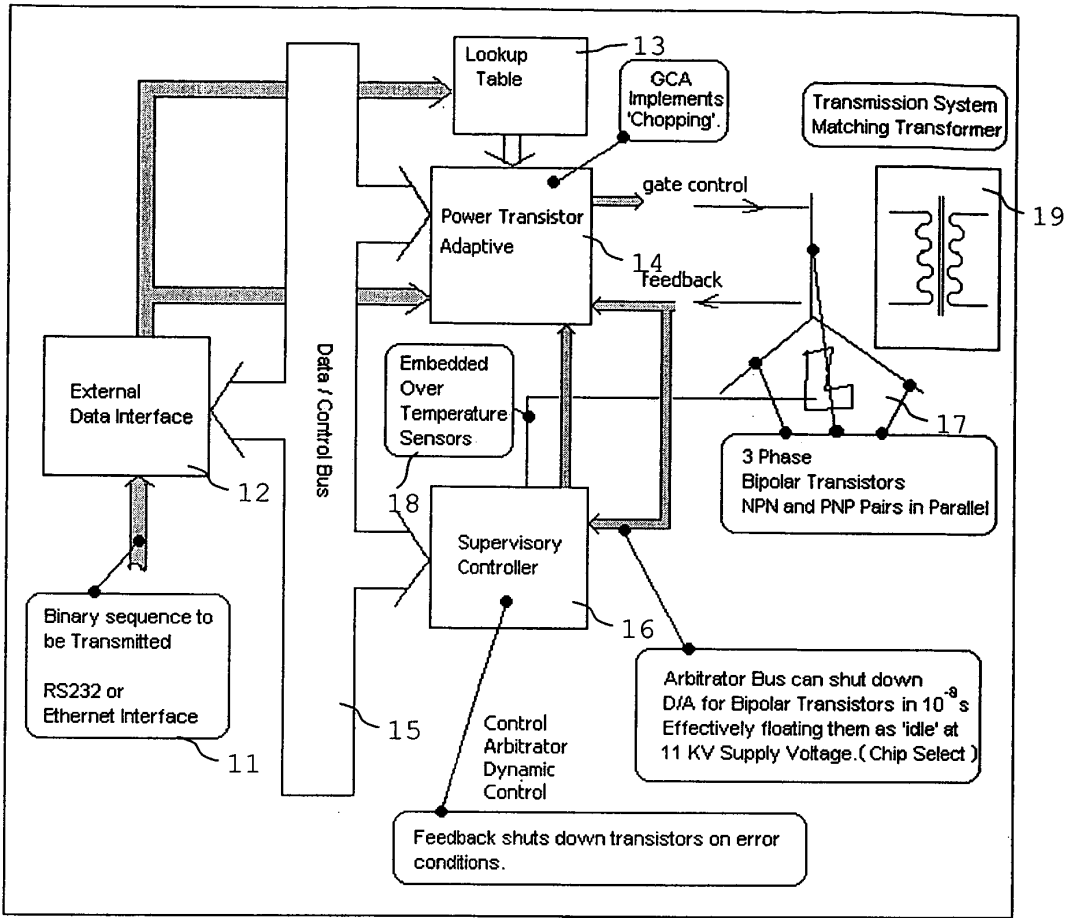 Lookup
Table
13
GCA
Implements
'Chopping'.
Transmission System
Matching Transformer
19
Power Transistor
Adaptive
14
gate control
feedback
External
Data Interface
12
Data / Control Bus
Embedded
Over
Temperature
Sensors
18
17
3 Phase
Bipolar Transistors
NPN and PNP Pairs in Parallel
Supervisory
Controller
16
Binary sequence to
be Transmitted
RS232 or
Ethernet Interface
11
15
Control
Arbitrator
Dynamic
Control
Arbitrator Bus can shut down
D/A for Bipolar Transistors in 10 s
Effectively floating them as 'idle' at
11 KV Supply Voltage.( Chip Select )
Feedback shuts down transistors on error
conditions.